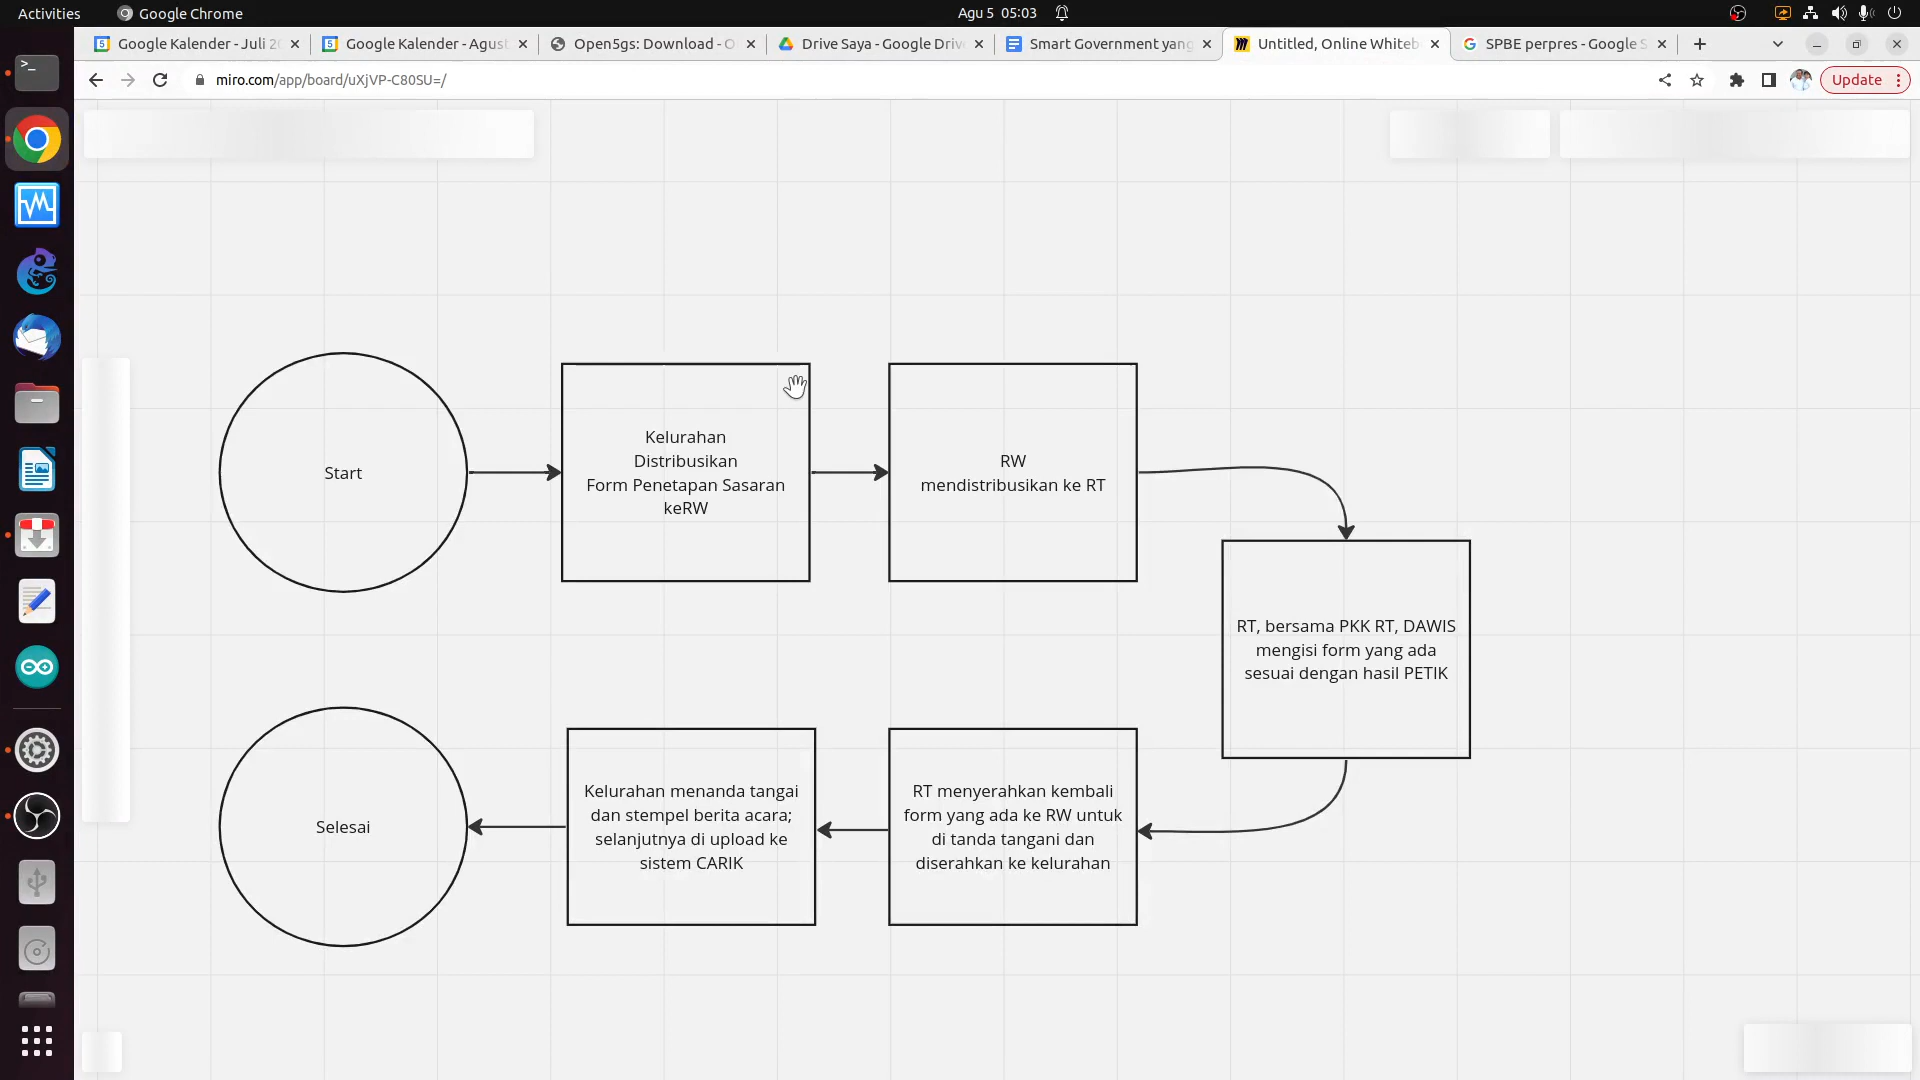 Activities
Google Chrome
Agu 5 05:03
Google Kalender - Juli 2
Google Kalender - Agust
Open5gs: Download - O
Drive Saya - Google Driv
Smart Government yang
Untitled, Online Whiteb
SPBE perpres - Google S
miro.com/app/board/uXjVP-C80SU=/
Update
Start
Kelurahan
Distribusikan
Form Penetapan Sasaran
keRW
RW
mendistribusikan ke RT
RT, bersama PKK RT, DAWIS
mengisi form yang ada
sesuai dengan hasil PETIK
Selesai
Kelurahan menanda tangai
dan stempel berita acara;
selanjutnya di upload ke
sistem CARIK
RT menyerahkan kembali
form yang ada ke RW untuk
di tanda tangani dan
diserahkan ke kelurahan